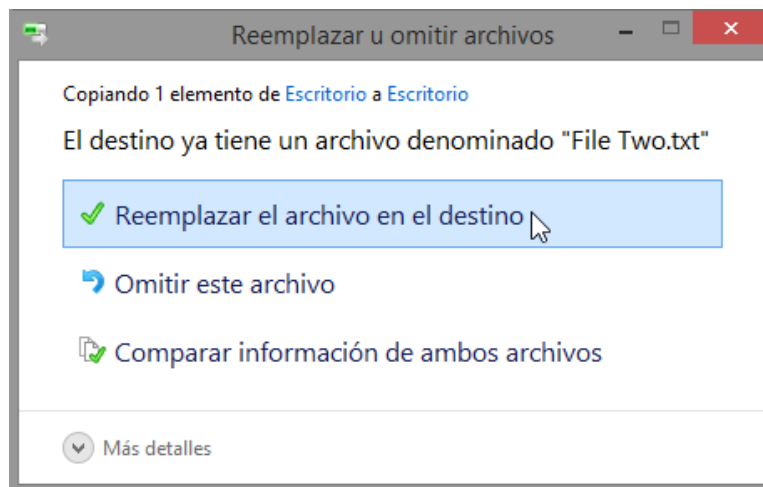 Reemplazar u omitir archivos
Copiando 1 elemento de Escritorio a Escritorio
El destino ya tiene un archivo denominado "File Two.txt"
Reemplazar el archivo en el destino
Omitir este archivo
Comparar información de ambos archivos
Más detalles